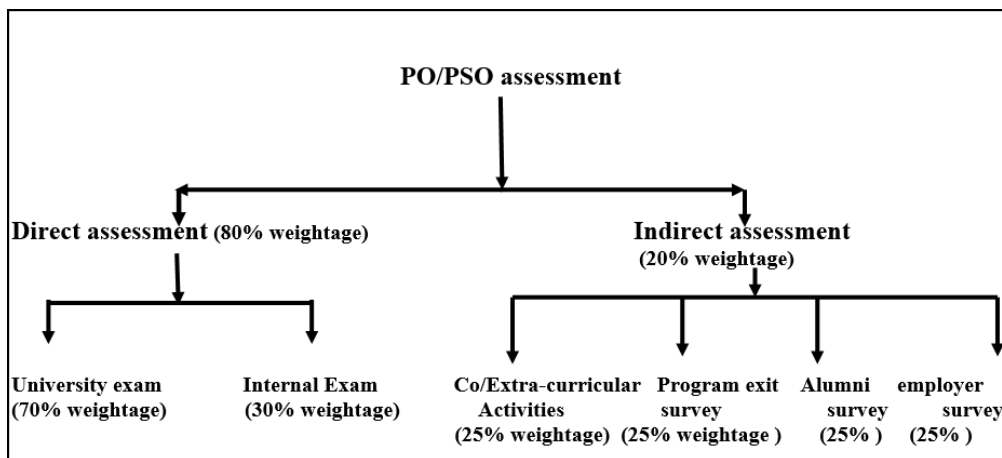 PO/PSO assessment
Direct assessment (80% weightage)
Indirect assessment
(20% weightage)
University exam
(70% weightage)
Internal Exam
(30% weightage)
Co/Extra-curricular
Activities
(25% weightage)
Program exit
survey
(25% weightage )
Alumni
survey
(25% )
employer
survey
(25% )